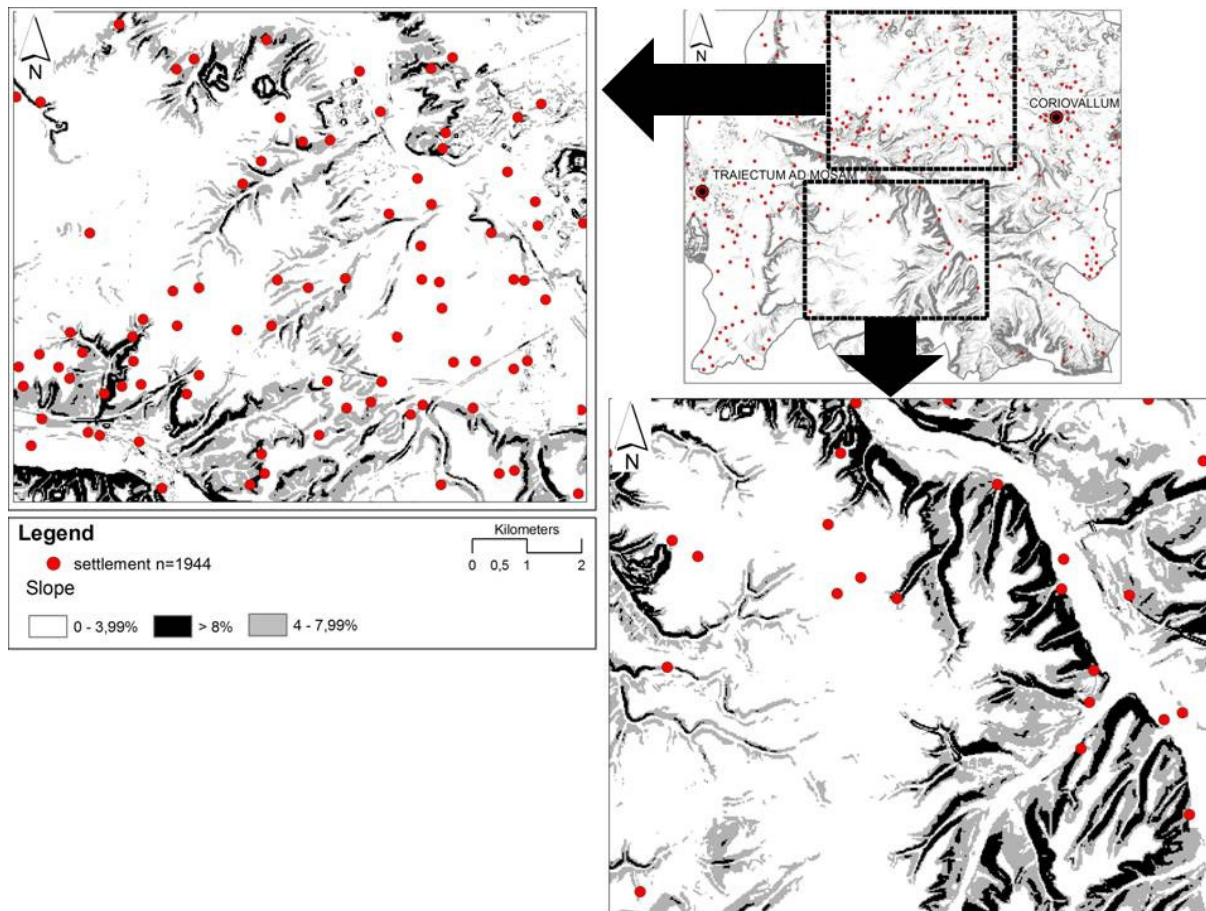 N
N
CORIOVALLUM
TRAIECTUM AD MOSAM
N
Legend
Kilometers
settlement n=1944
0 0,5 1 2
Slope
0 - 3,99% > 8% 4 - 7,99%